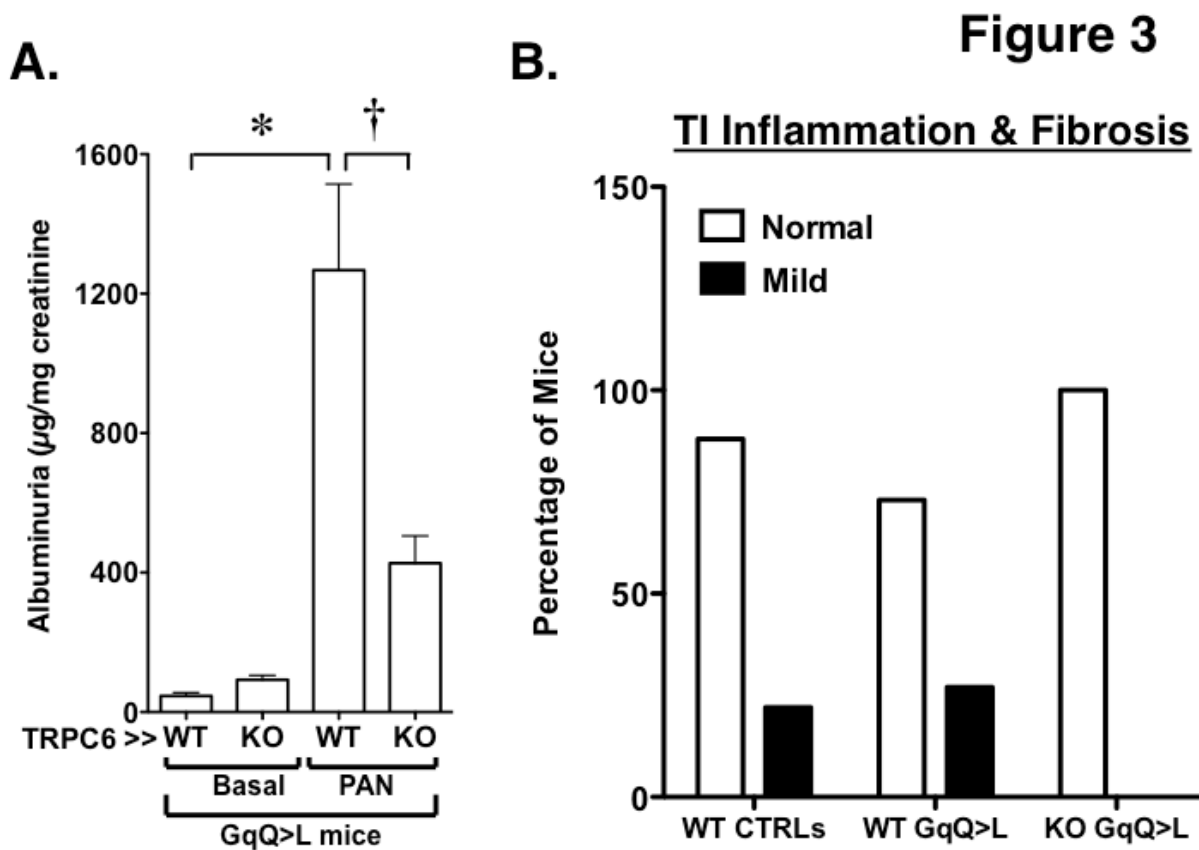 Figure 3
A.
*
†
1600
1200
800
400
0
Albuminuria (µg/mg creatinine
TRPC6 >> WT KO WT KO
Basal PAN
GqQ>L mice
B.
TI Inflammation & Fibrosis
150
100
50
0
Percentage of Mice
Normal
Mild
WT CTRLs WT GqQ>L KO GqQ>L